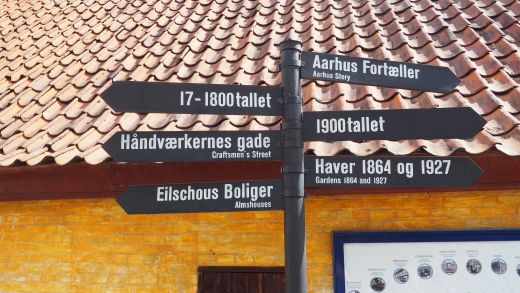 Aarhus Fortæller
Aarhus Story
17-1800tallet
1900tallet
Håndværkernes gade
Craftsmen's Street
Haver 1864 og 1927
Gardens 1864 and 1927
Eilschous Boliger
Almshouses